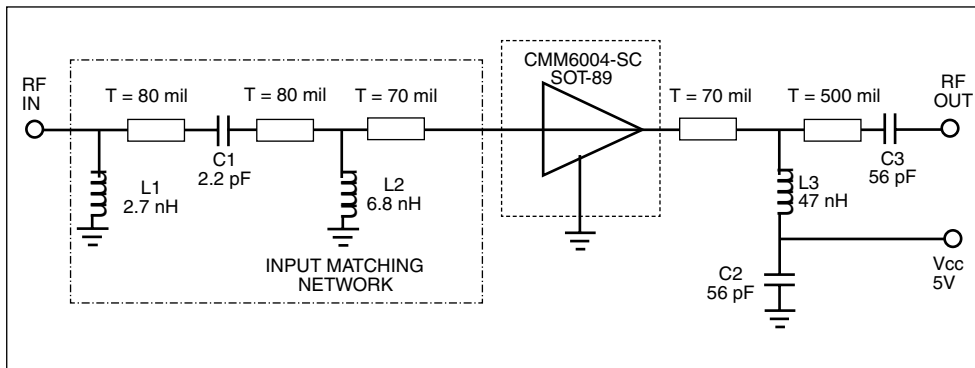 CMM6004-SC
SOT-89
RF
IN
T = 80 mil
T = 80 mil
T = 70 mil
T = 70 mil
T = 500 mil
RF
OUT
C1
2.2 pF
C3
56 pF
L1
2.7 nH
L2
6.8 nH
L3
47 nH
INPUT MATCHING
NETWORK
C2
56 pF
Vcc
5V